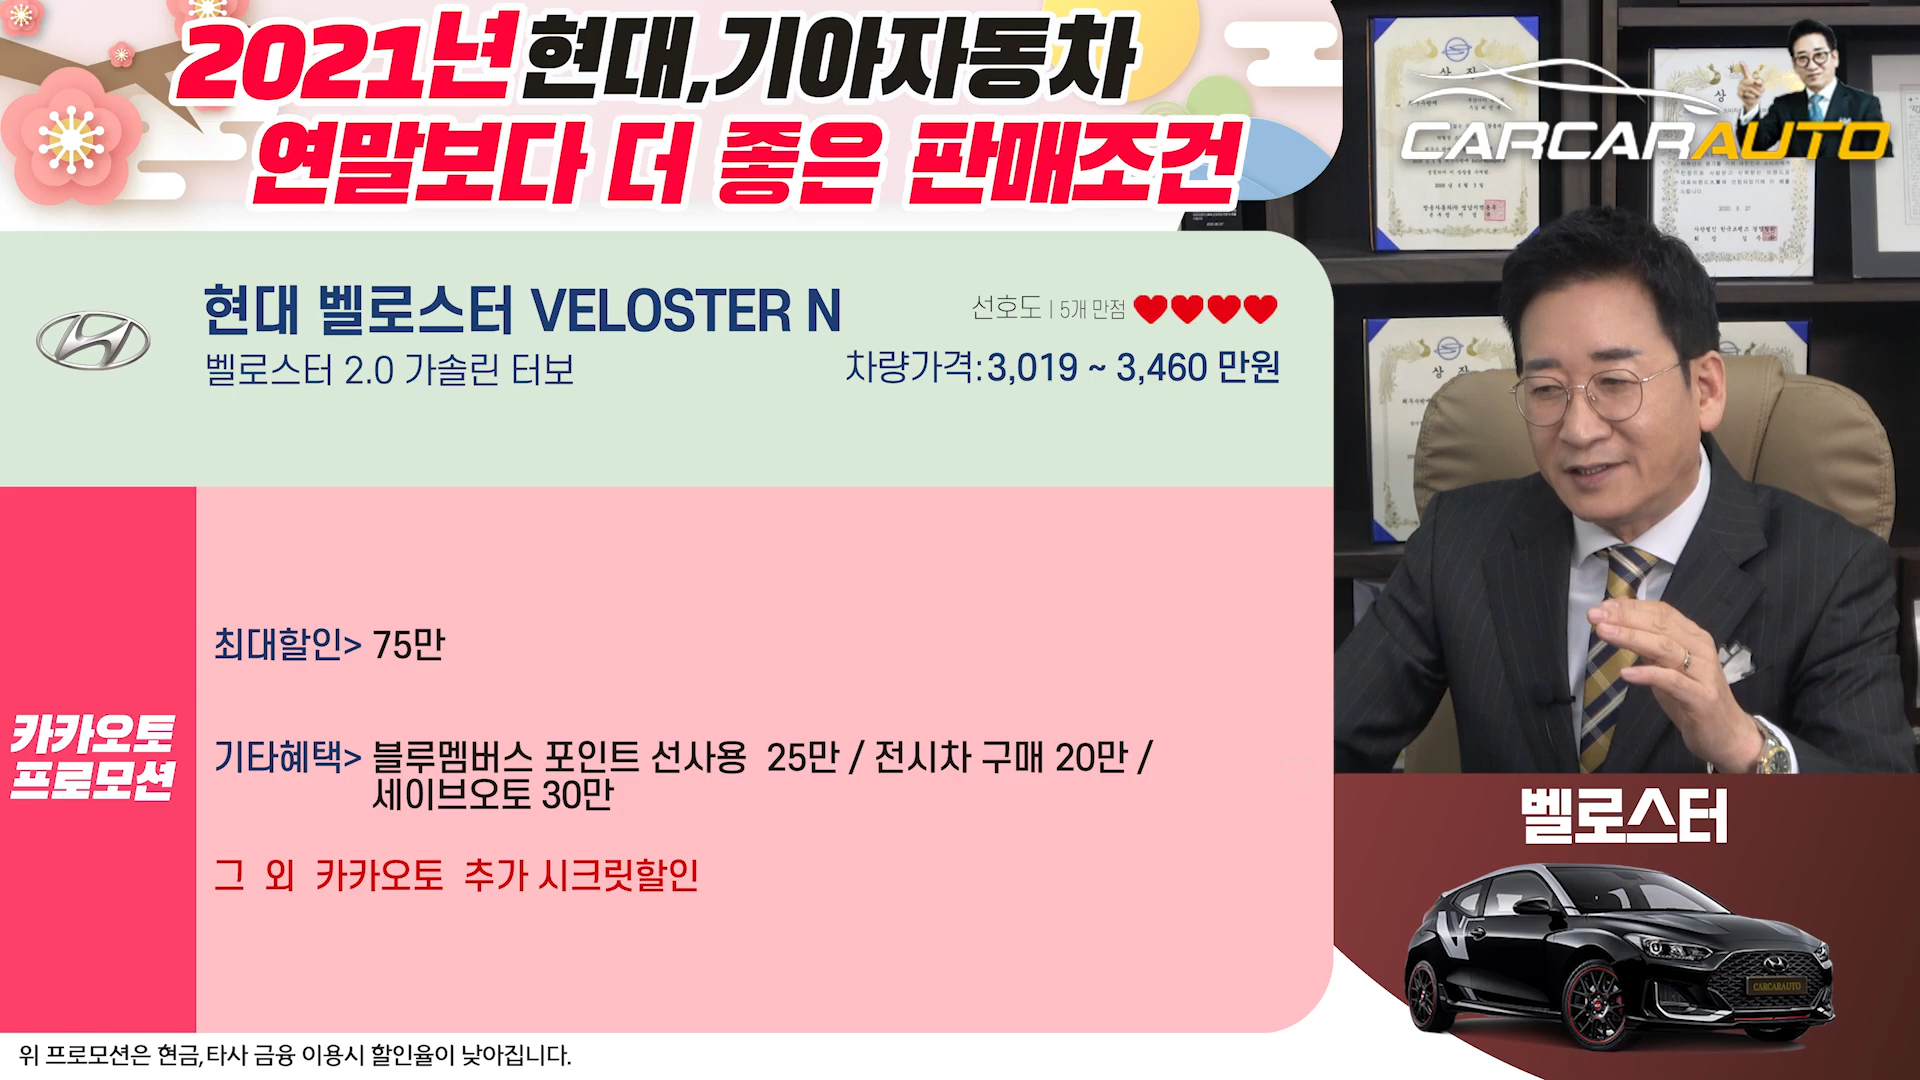 2021년 현대,기아자동차
연말보다 더 좋은 판매조건
CARCARAUTO
상장
상
현대 벨로스터 VELOSTER N
선호도 | 5개 만점
벨로스터 2.0 가솔린 터보
차량가격:3,019 ~ 3,460 만원
상장
카카오토
프로모션
최대할인> 75만
기타혜택> 블루멤버스 포인트 선사용 25만 / 전시차 구매 20만 /
세이브오토 30만
그 외 카카오토 추가 시크릿할인
벨로스터
CARCARAUTO
위 프로모션은 현금,타사 금융 이용시 할인율이 낮아집니다.